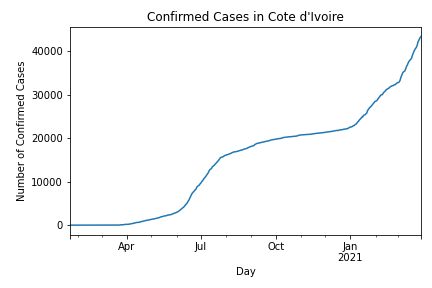 Confirmed Cases in Cote d'Ivoire
Number of Confirmed Cases
40000
30000
20000
10000
0
Apr
Jul
Oct
Jan
2021
Day